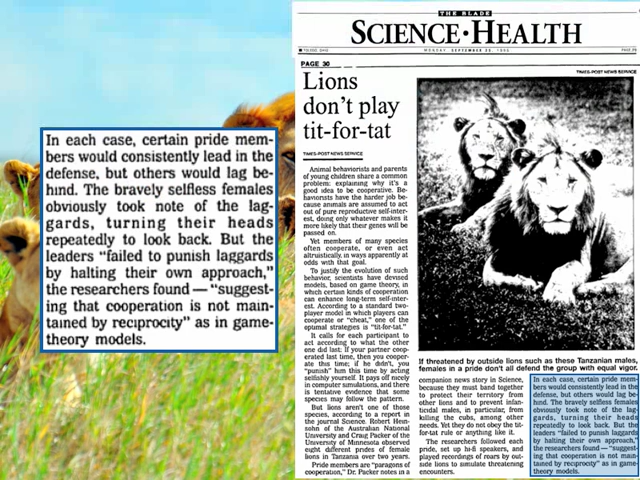 In each case, certain pride mem-
bers would consistently lead in the
defense, but others would lag be-
hind. The bravely selfless females
obviously took note of the lag-
gards, turning their heads
repeatedly to look back. But the
leaders “failed to punish laggards
by halting their own approach,”
the researchers found — “suggest-
ing that cooperation is not main-
tained by reciprocity” as in game-
theory models.
THE BLADE
SCIENCE•HEALTH
TOLEDO, OHIO
MONDAY, SEPTEMBER
PAGE
PAGE 30
TIMES-POST NEWS SERVICE
Lions
don’t play
tit-for-tat
TIMES-POST NEWS SERVICE
Animal behaviorists and parents
of young children share a common
problem: explaining why it’s a
good idea to be cooperative. Be-
haviorists have the harder job be-
cause animals are assumed to act
out of pure reproductive self-inter-
est, doing only whatever makes it
more likely that their genes will be
passed on.
Yet members of many species
often cooperate, or even act
altruistically, in ways apparently at
odds with that goal.
To justify the evolution of such
behavior, scientists have devised
models, based on game theory, in
which certain kinds of cooperation
can enhance long-term self-inter-
est. According to a standard two-
player model in which players can
cooperate or “cheat,” one of the
optimal strategies is “tit-for-tat.”
It calls for each participant to
act according to what the other
one did last: If your partner coop-
erated last time, then you cooper-
ate this time; if he didn’t, you
“punish” him this time by acting
selfishly yourself. It pays off nicely
in computer simulations, and there
is tentative evidence that some
species may follow the pattern.
But lions aren’t one of those
species, according to a report in
the journal Science. Robert Hein-
sohn of the Australian National
University and Craig Packer of the
University of Minnesota observed
eight different prides of female
lions in Tanzania over two years.
Pride members are “paragons of
cooperation,” Dr. Packer notes in a
If threatened by outside lions such as these Tanzanian males,
females in a pride don’t all defend the group with equal vigor.
companion news story in Science,
because they must band together
to protect their territory from
other lions and to prevent infan-
ticidal males, in particular, from
killing the cubs, among other
needs. Yet they do not obey the tit-
for-tat rule or anything like it.
The researchers followed each
pride, set up hi-fi speakers, and
played recordings of roars by out-
side lions to simulate threatening
encounters.
In each case, certain pride mem-
bers would consistently lead in the
defense, but others would lag be-
hind. The bravely selfless females
obviously took note of the lag-
gards, turning their heads
repeatedly to look back. But the
leaders “failed to punish laggards
by halting their own approach,”
the researchers found — “suggest-
ing that cooperation is not main-
tained by reciprocity” as in game-
theory models.